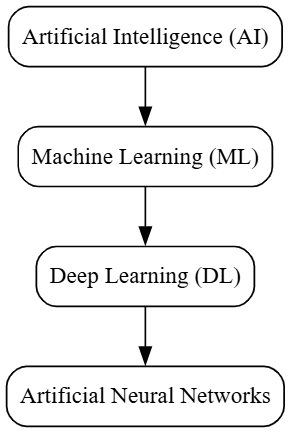 Artificial Intelligence (AI)
Machine Learning (ML)
Deep Learning (DL)
Artificial Neural Networks